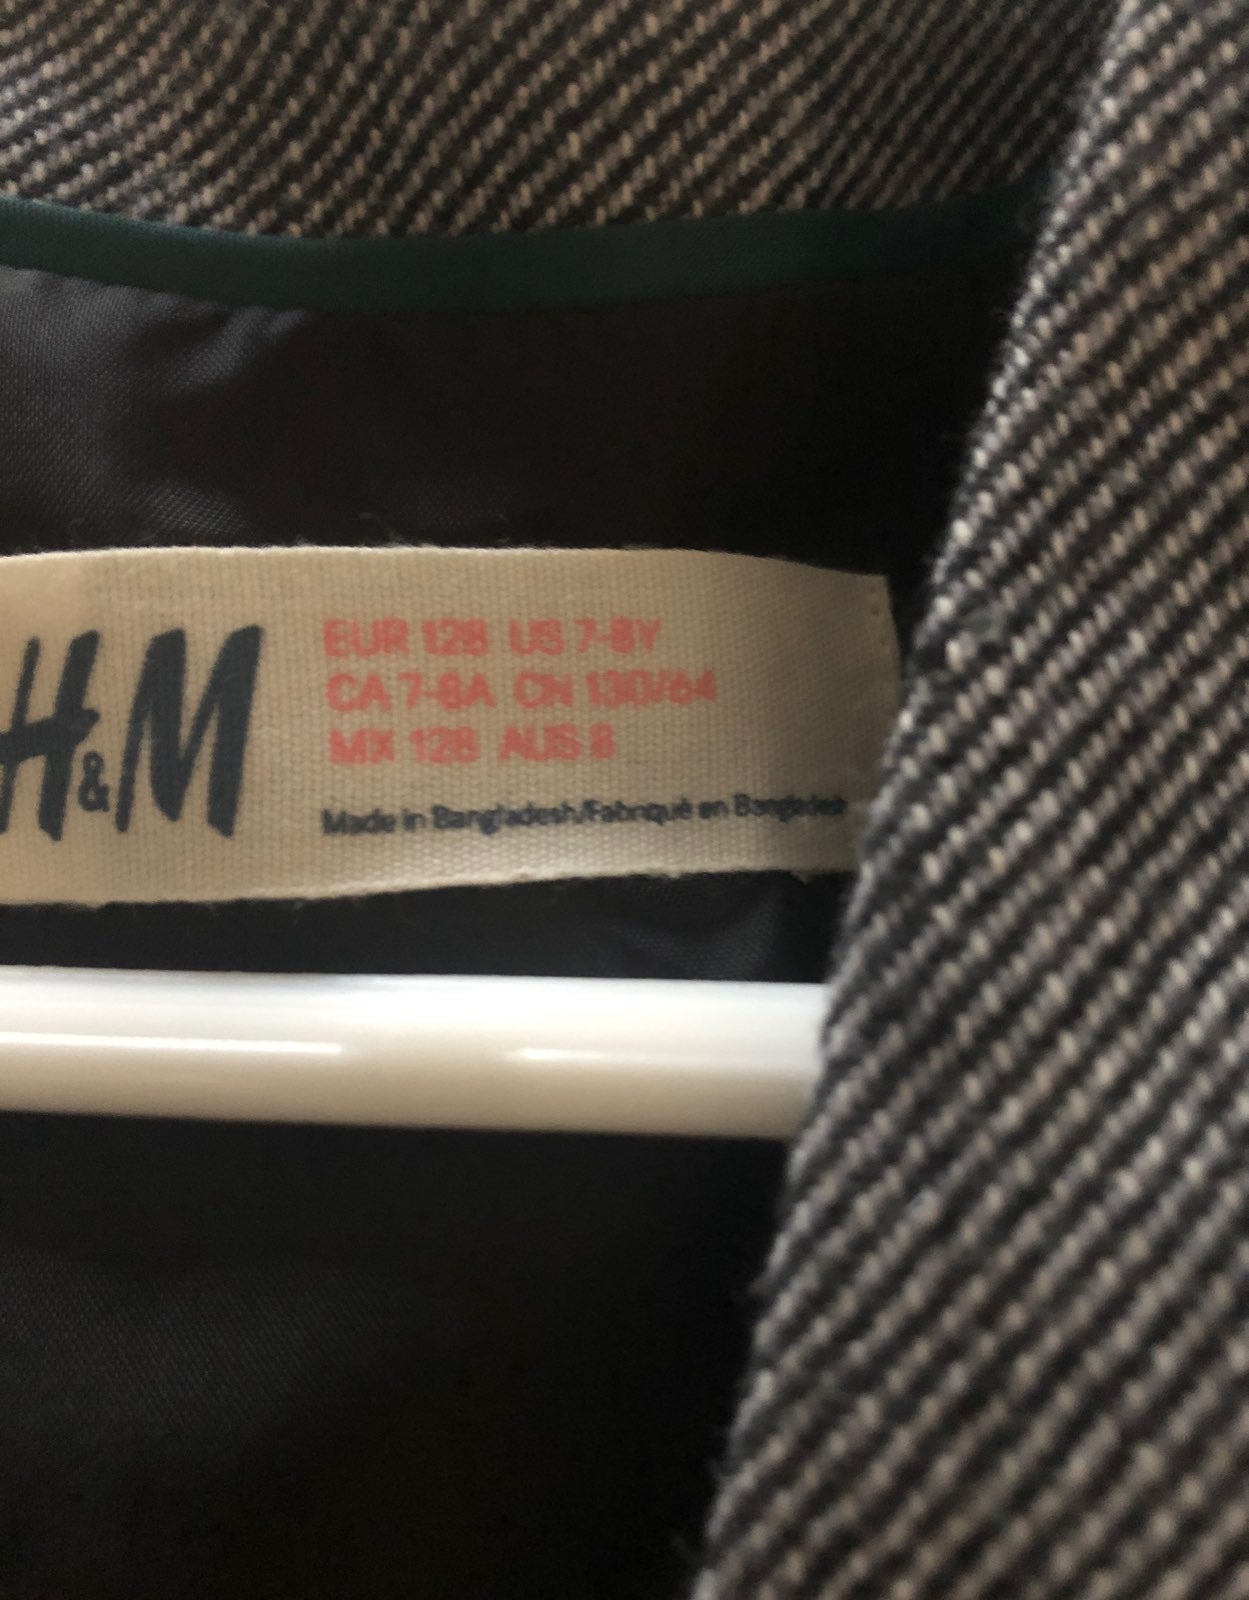 H&M
EUR 128 US 7-8Y
CA 7-8A CN 130/64
MX 128 AUS 8
Made in Bangladesh/Fabriqué en Bangladesh